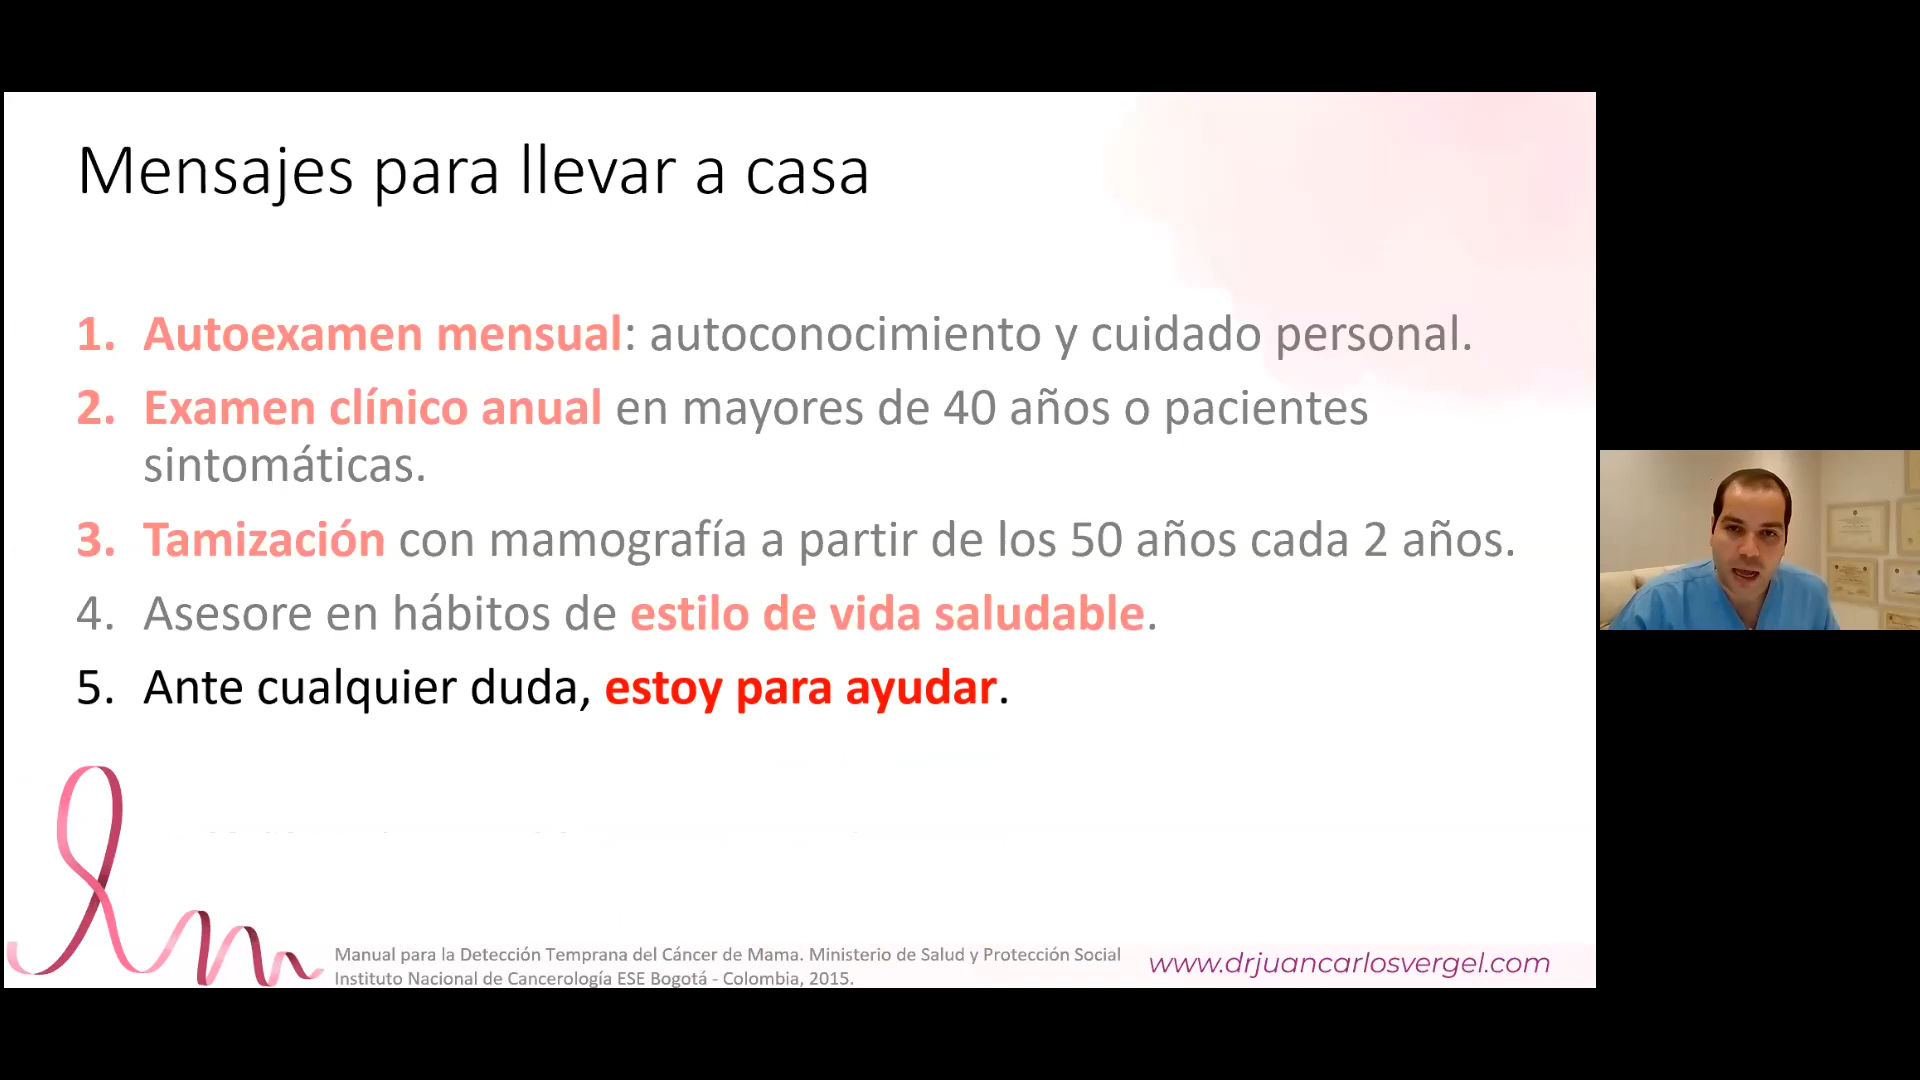 Mensajes para llevar a casa
1. Autoexamen mensual: autoconocimiento y cuidado personal.
2. Examen clínico anual en mayores de 40 años o pacientes
sintomáticas.
3. Tamización con mamografía a partir de los 50 años cada 2 años.
4. Asesore en hábitos de estilo de vida saludable.
5. Ante cualquier duda, estoy para ayudar.
Manual para la Detección Temprana del Cáncer de Mama. Ministerio de Salud y Protección Social
Instituto Nacional de Cancerología ESE Bogotá - Colombia, 2015.
www.drjuancarlosvergel.com